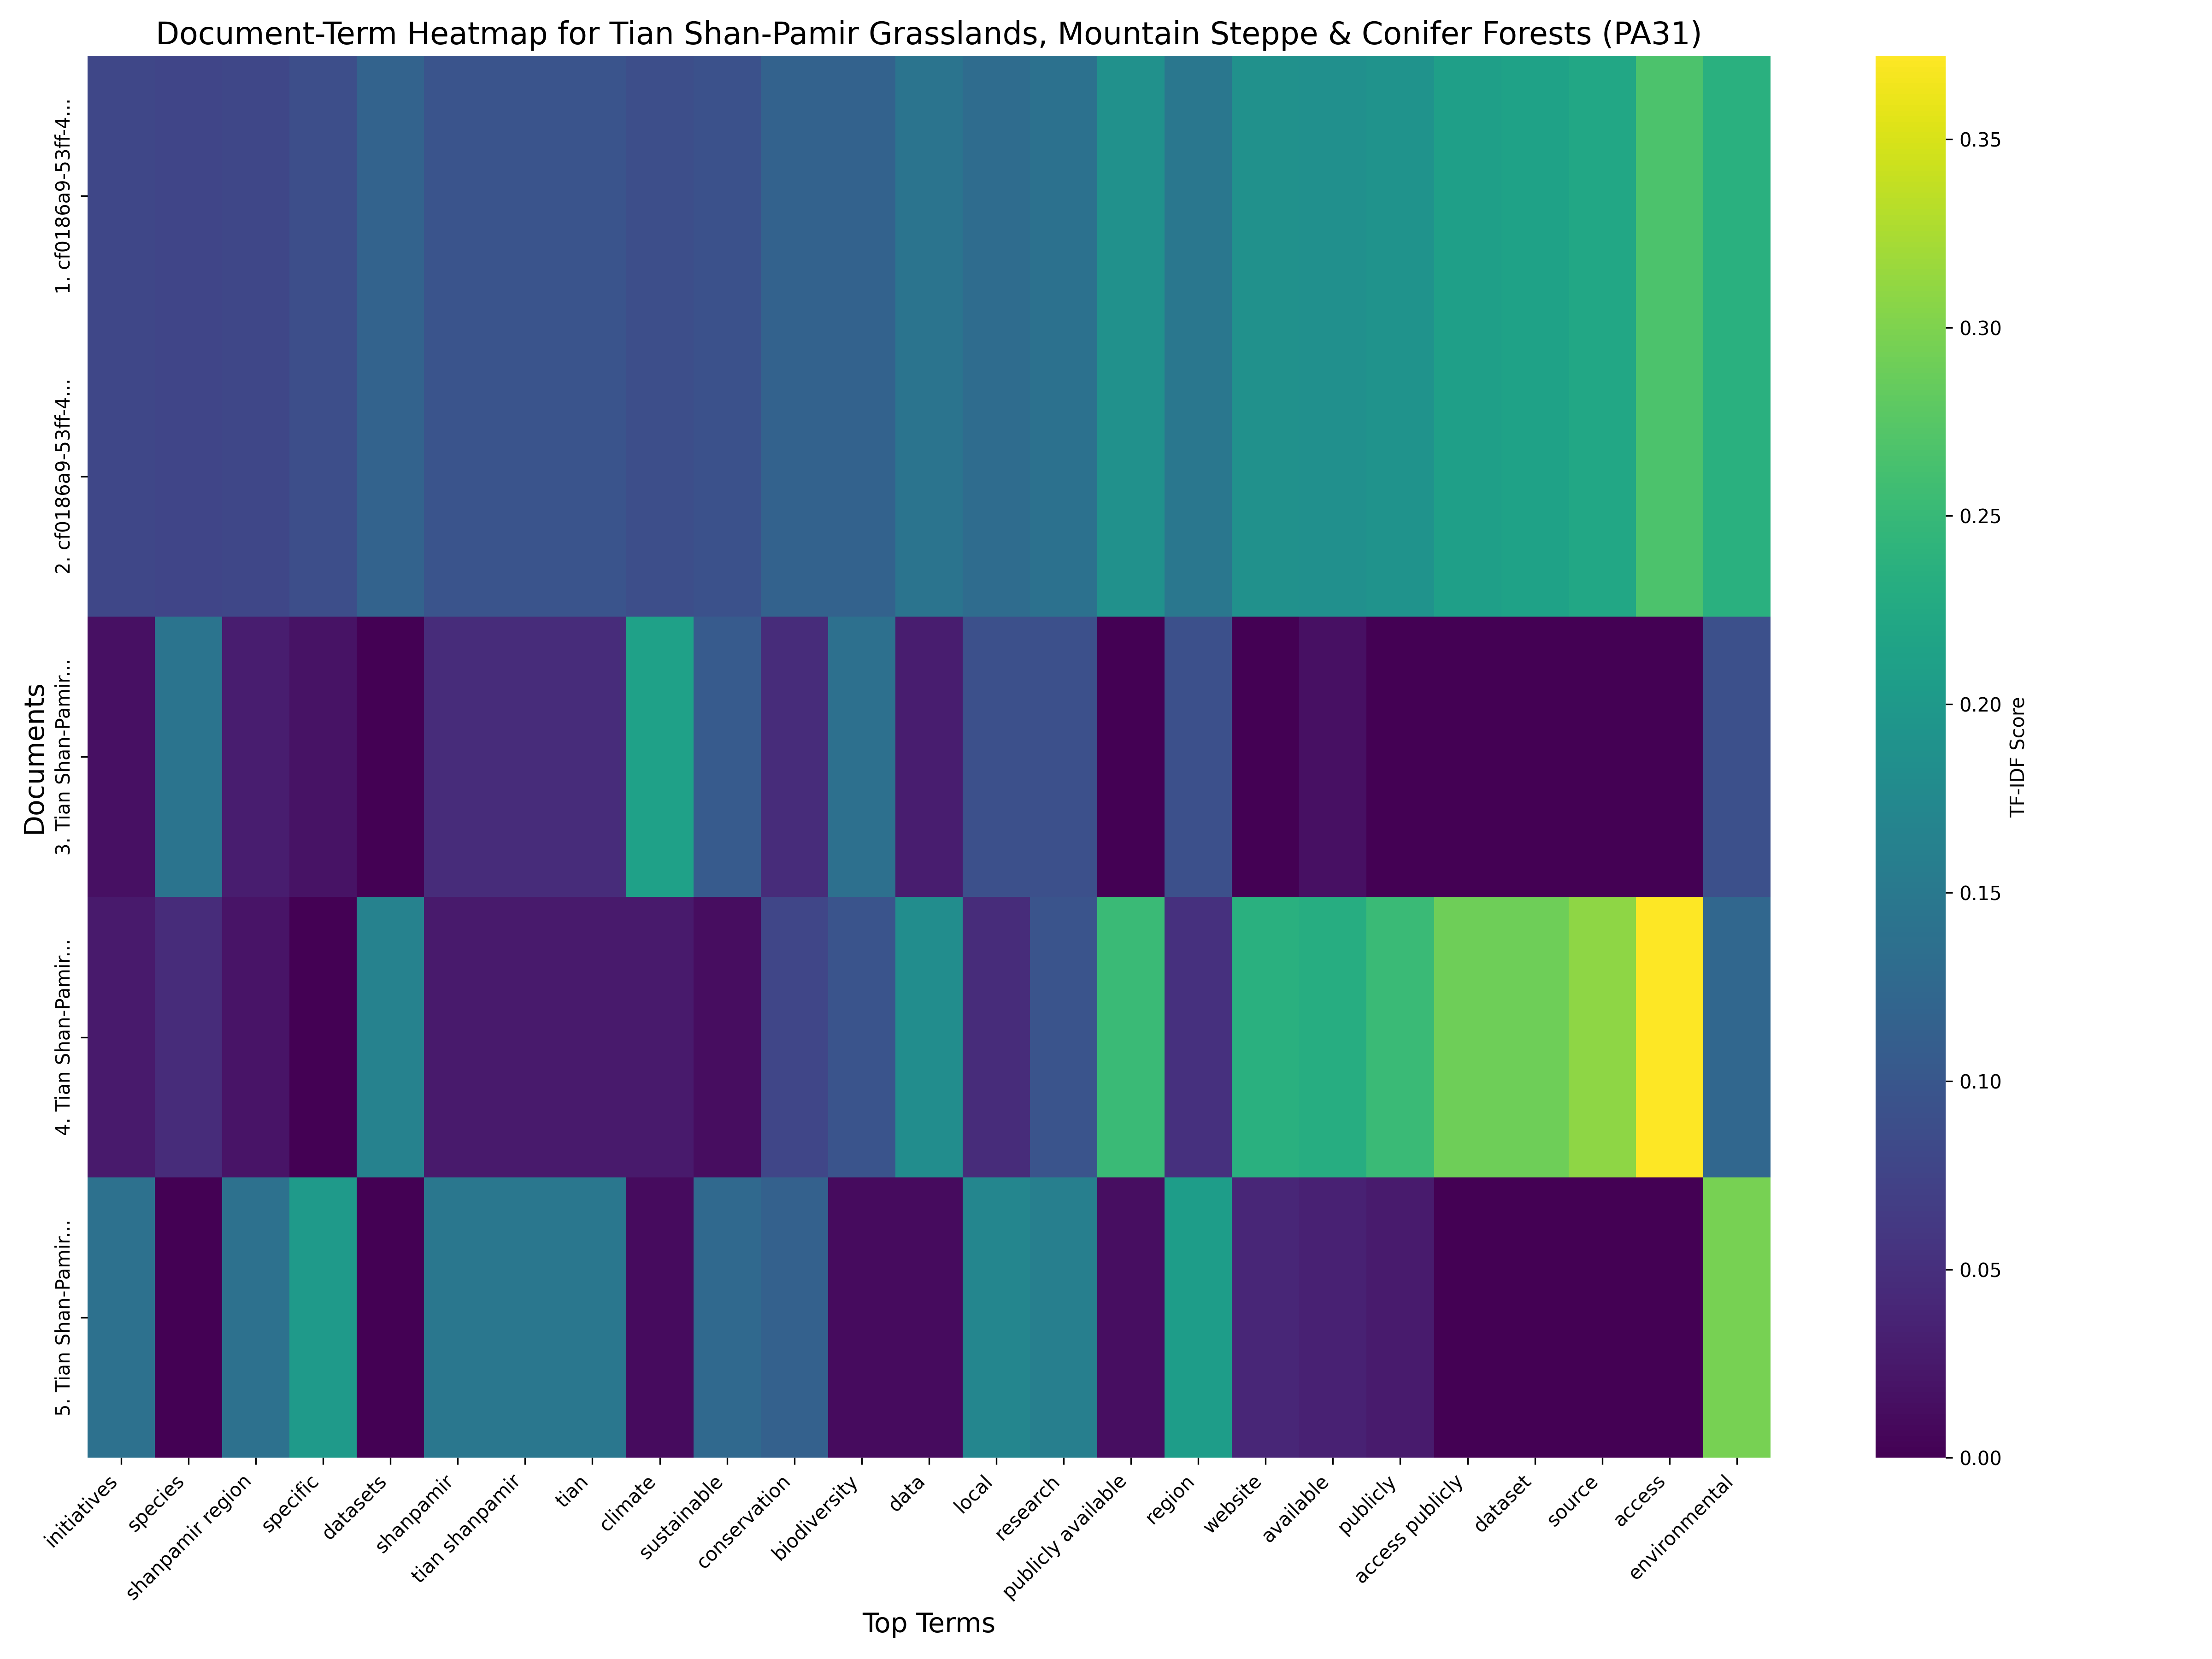 Document-Term Heatmap for Tian Shan-Pamir Grasslands, Mountain Steppe & Conifer Forests (PA31)
Documents
1. cf0186a9-53ff-4...
2. cf0186a9-53ff-4...
3. Tian Shan-Pamir...
4. Tian Shan-Pamir...
5. Tian Shan-Pamir...
initiatives
species
shanpamir region
specific
datasets
shanpamir
tian shanpamir
tian
climate
sustainable
conservation
biodiversity
data
local
research
publicly available
region
website
available
publicly
access publicly
dataset
source
access
environmental
Top Terms
0.35
0.30
0.25
0.20
0.15
0.10
0.05
0.00
TF-IDF Score